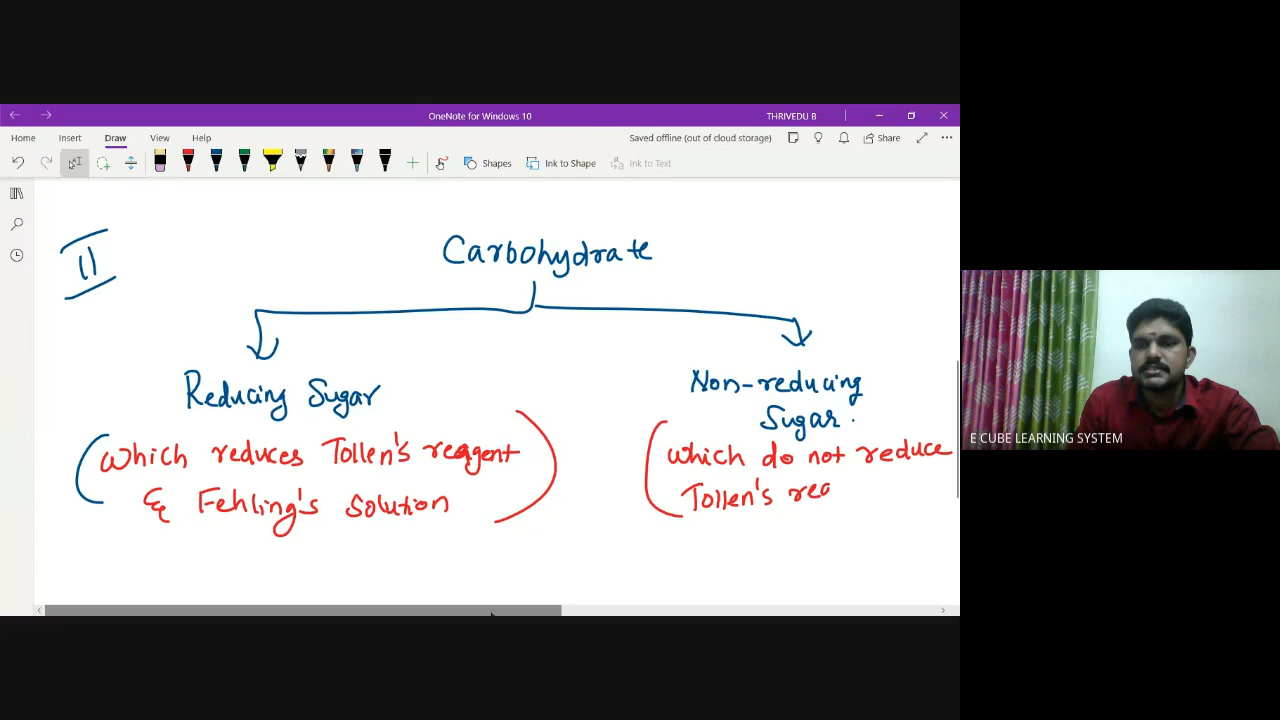 OneNote for Windows 10
THRIVEDU B
Home Insert Draw View Help
Saved offline (out of cloud storage)
Share
Shapes
Ink to Shape
Ink to Text
II
Carbohydrate
Reducing Sugar
Non-reducing
Sugar.
(which reduces Tollen's reagent
& Fehling's solution)
(which do not reduce
Tollen's rea
E CUBE LEARNING SYSTEM